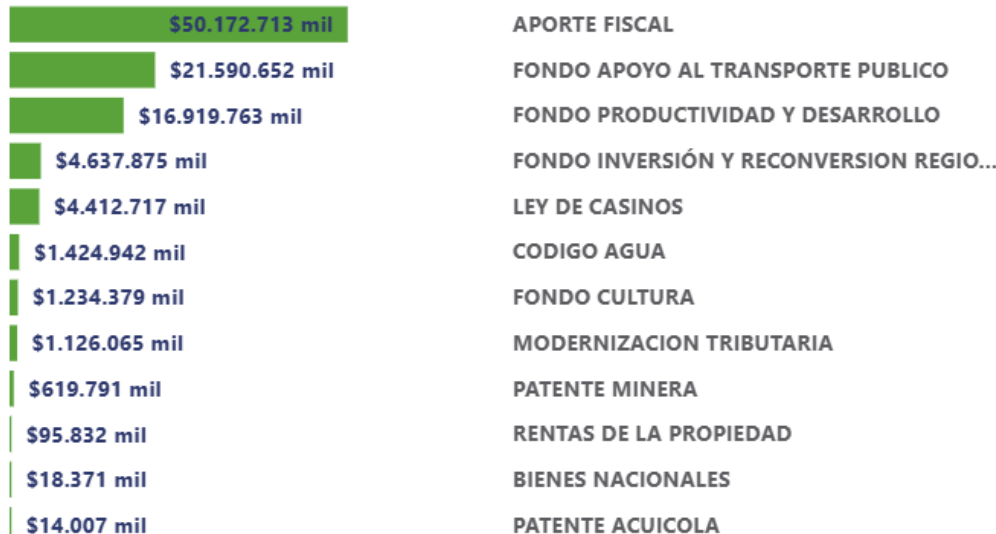 $50.172.713 mil APORTE FISCAL
$21.590.652 mil FONDO APOYO AL TRANSPORTE PUBLICO
$16.919.763 mil FONDO PRODUCTIVIDAD Y DESARROLLO
$4.637.875 mil FONDO INVERSIÓN Y RECONVERSION REGIO...
$4.412.717 mil LEY DE CASINOS
$1.424.942 mil CODIGO AGUA
$1.234.379 mil FONDO CULTURA
$1.126.065 mil MODERNIZACION TRIBUTARIA
$619.791 mil PATENTE MINERA
$95.832 mil RENTAS DE LA PROPIEDAD
$18.371 mil BIENES NACIONALES
$14.007 mil PATENTE ACUICOLA